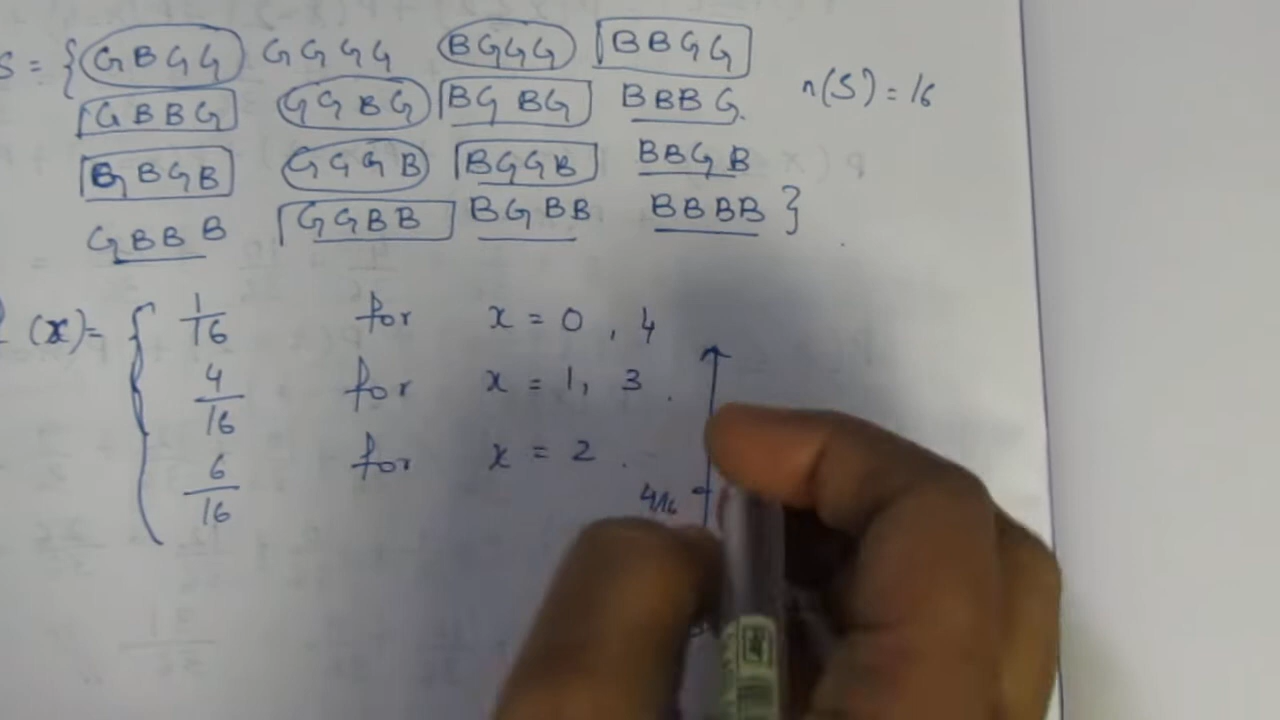 S = { GBGG GGGG BGGG BBGG
GBBG GGBG BGBG BBBG. n(S) = 16
GBGB GGGB BGGB BBGB
GBBB GGBB BGBB BBBB }
(x) = { 1/16 for x = 0, 4
4/16 for x = 1, 3.
6/16 for x = 2.
4/16